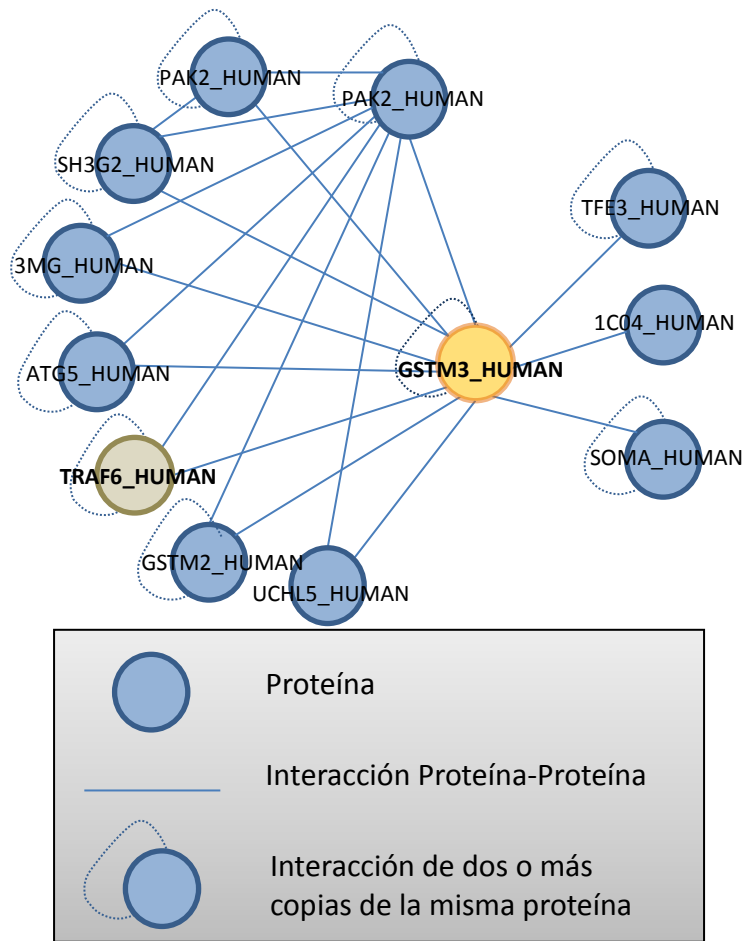 PAK2_HUMAN
PAK2_HUMAN
SH3G2_HUMAN
TFE3_HUMAN
3MG_HUMAN
1C04_HUMAN
GSTM3_HUMAN
ATG5_HUMAN
SOMA_HUMAN
TRAF6_HUMAN
GSTM2_HUMAN
UCHL5_HUMAN
Proteína
Interacción Proteína-Proteína
Interacción de dos o más
copias de la misma proteína